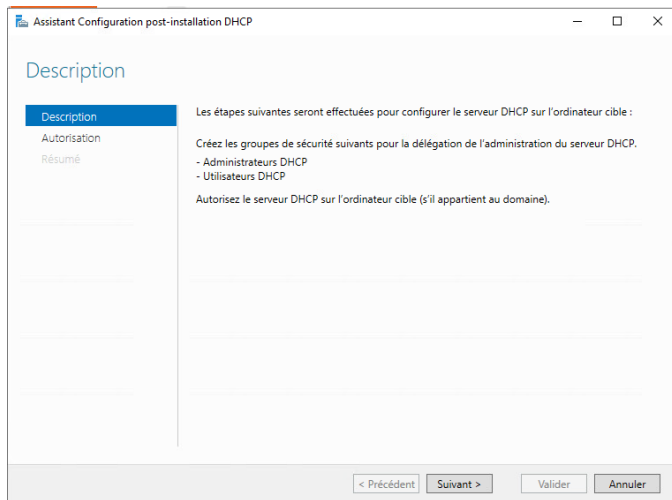 Assistant Configuration post-installation DHCP
Description
Description
Autorisation
Résumé
Les étapes suivantes seront effectuées pour configurer le serveur DHCP sur l'ordinateur cible :
Créez les groupes de sécurité suivants pour la délégation de l'administration du serveur DHCP.
- Administrateurs DHCP
- Utilisateurs DHCP
Autorisez le serveur DHCP sur l'ordinateur cible (s'il appartient au domaine).
< Précédent
Suivant >
Valider
Annuler